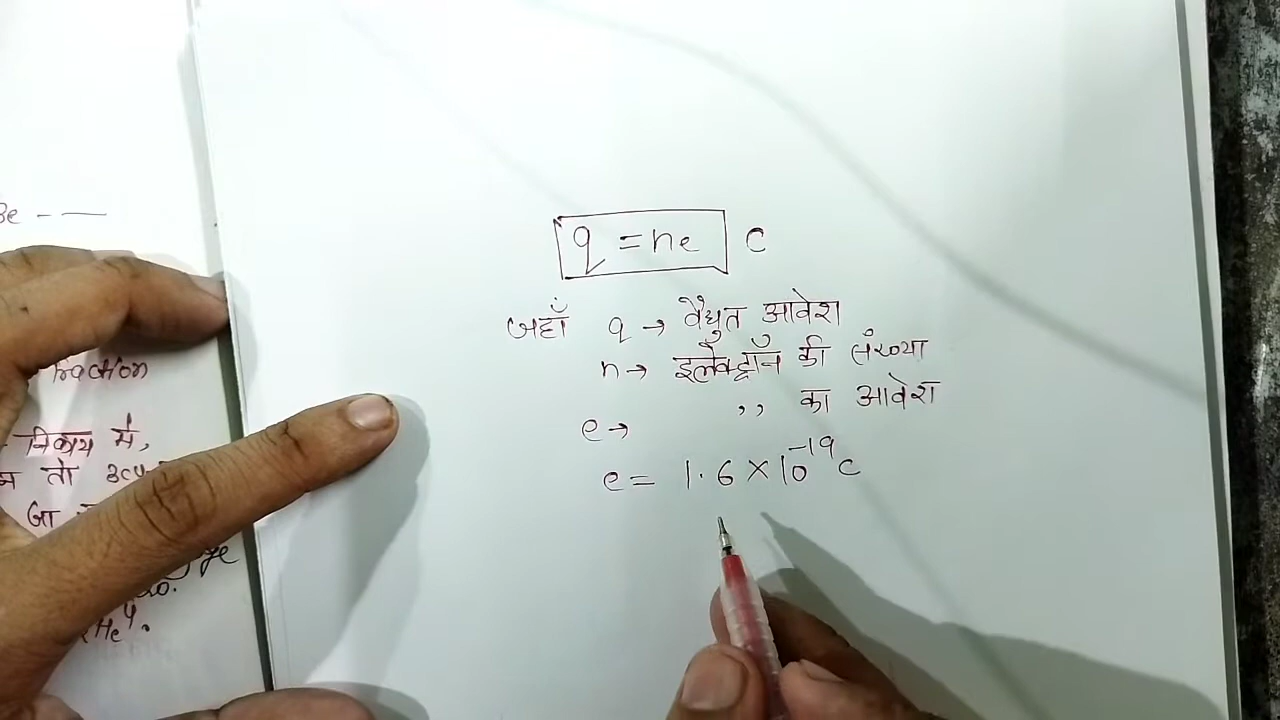 q = ne C
जहाँ q → वैधुत आवेश
n → इलेक्ट्रॉन की संख्या
e → ,, का आवेश
e = 1.6 × 10⁻¹⁹ C
निकाय में,
तो
जा